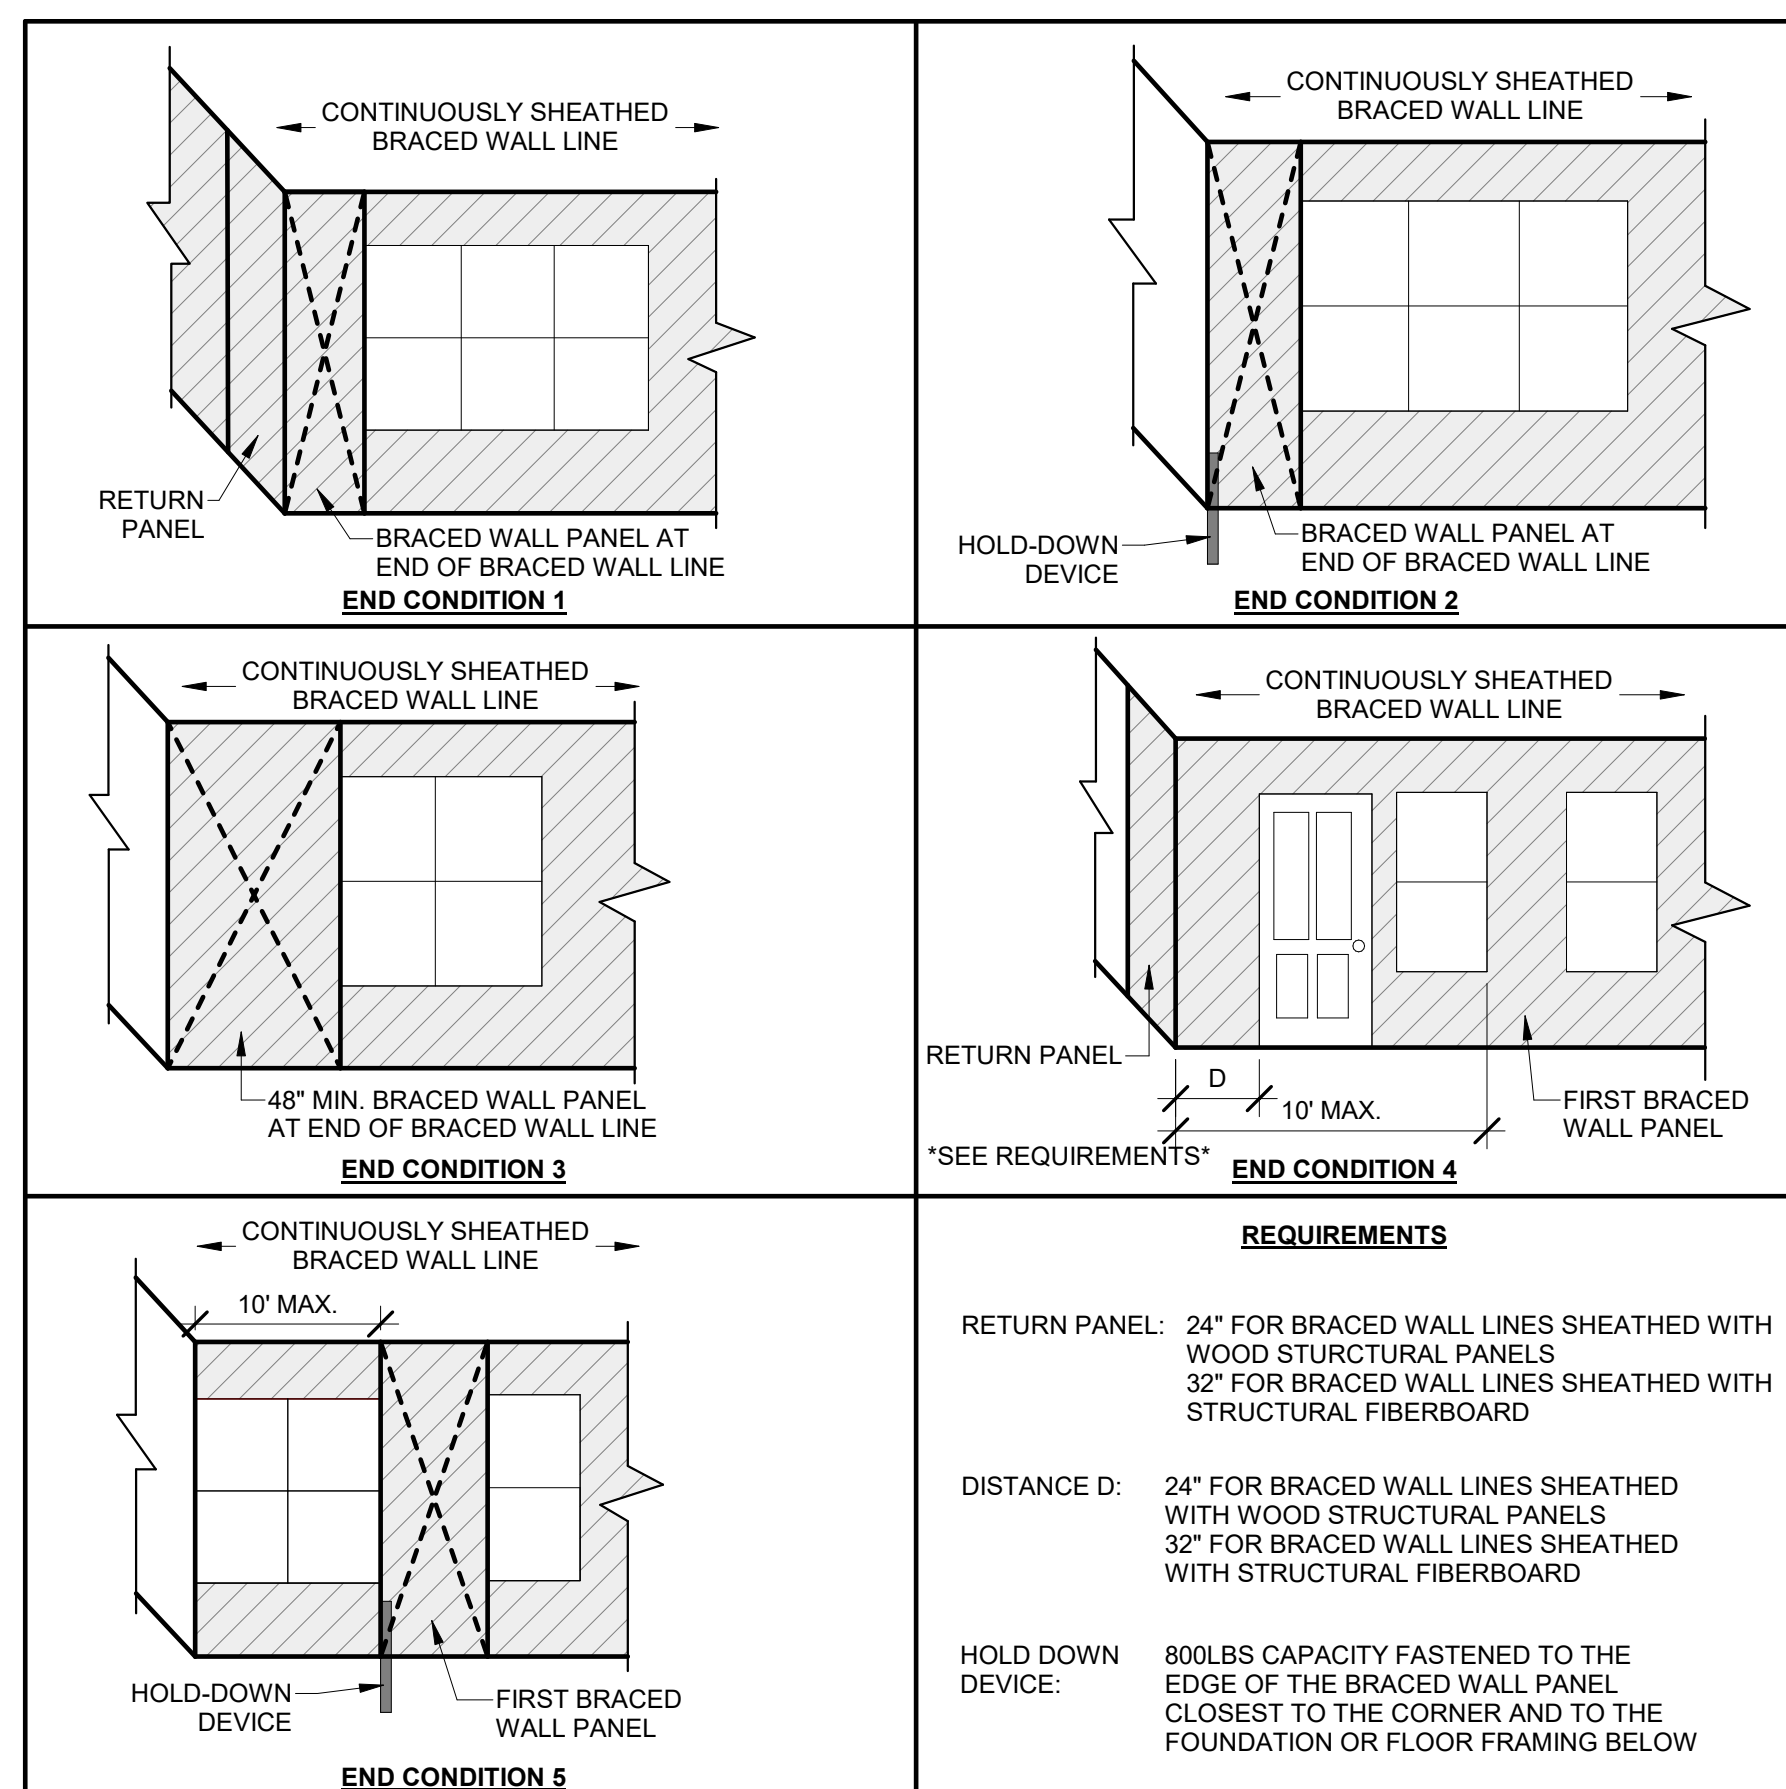 CONTINUOUSLY SHEATHED
BRACED WALL LINE
RETURN
PANEL
BRACED WALL PANEL AT
END OF BRACED WALL LINE
END CONDITION 1
CONTINUOUSLY SHEATHED
BRACED WALL LINE
HOLD-DOWN
DEVICE
BRACED WALL PANEL AT
END OF BRACED WALL LINE
END CONDITION 2
CONTINUOUSLY SHEATHED
BRACED WALL LINE
48" MIN. BRACED WALL PANEL
AT END OF BRACED WALL LINE
END CONDITION 3
CONTINUOUSLY SHEATHED
BRACED WALL LINE
RETURN PANEL
D
10' MAX.
FIRST BRACED
WALL PANEL
*SEE REQUIREMENTS*
END CONDITION 4
CONTINUOUSLY SHEATHED
BRACED WALL LINE
10' MAX.
HOLD-DOWN
DEVICE
FIRST BRACED
WALL PANEL
END CONDITION 5
REQUIREMENTS
RETURN PANEL: 24" FOR BRACED WALL LINES SHEATHED WITH
WOOD STURCTURAL PANELS
32" FOR BRACED WALL LINES SHEATHED WITH
STRUCTURAL FIBERBOARD
DISTANCE D: 24" FOR BRACED WALL LINES SHEATHED
WITH WOOD STRUCTURAL PANELS
32" FOR BRACED WALL LINES SHEATHED
WITH STRUCTURAL FIBERBOARD
HOLD DOWN 800LBS CAPACITY FASTENED TO THE
DEVICE: EDGE OF THE BRACED WALL PANEL
CLOSEST TO THE CORNER AND TO THE
FOUNDATION OR FLOOR FRAMING BELOW